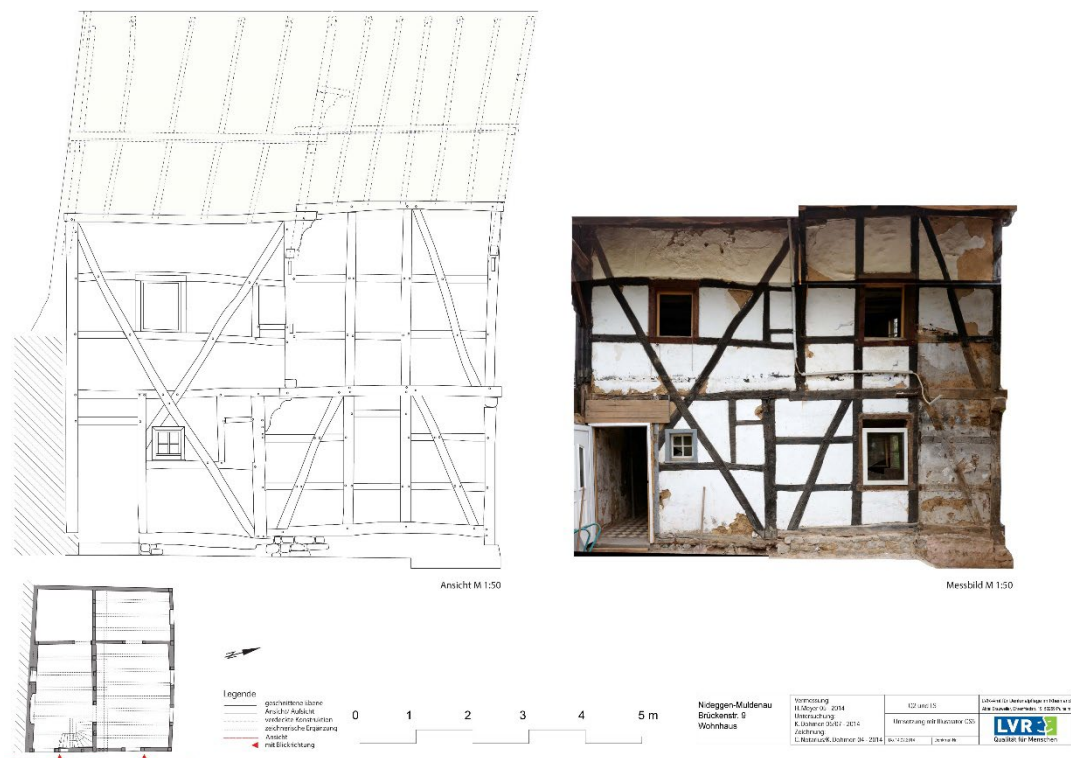 Ansicht M 1:50
Messbild M 1:50
Legende
geschnittene Ebene
Ansicht/ Aufsicht
verdeckte Konstruktion
zeichnerische Ergänzung
Ansicht
mit Blickrichtung
0 1 2 3 4 5 m
Nideggen-Muldenau
Brückenstr. 9
Wohnhaus
Vermessung
Untersuchung
Zeichnung
Umsetzung mit Illustrator CS5
LVR
Qualität für Menschen